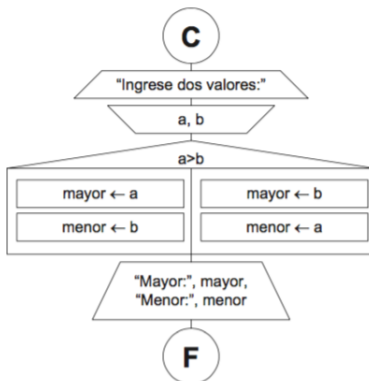 C
"Ingrese dos valores:"
a, b
a>b
mayor ← a
mayor ← b
menor ← b
menor ← a
"Mayor:", mayor,
"Menor:", menor
F